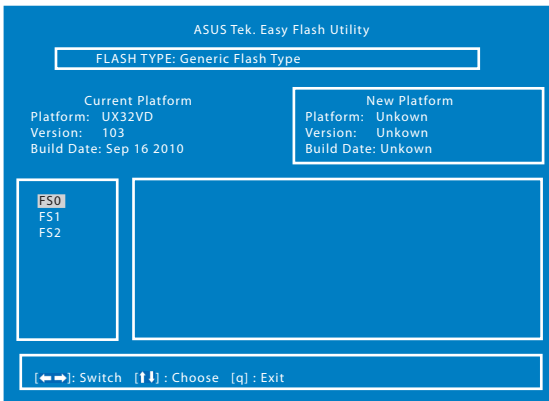 ASUS Tek. Easy Flash Utility
FLASH TYPE: Generic Flash Type
Current Platform
Platform: UX32VD
Version: 103
Build Date: Sep 16 2010
New Platform
Platform: Unkown
Version: Unkown
Build Date: Unkown
FS0
FS1
FS2
[←→]: Switch [↑↓] : Choose [q] : Exit